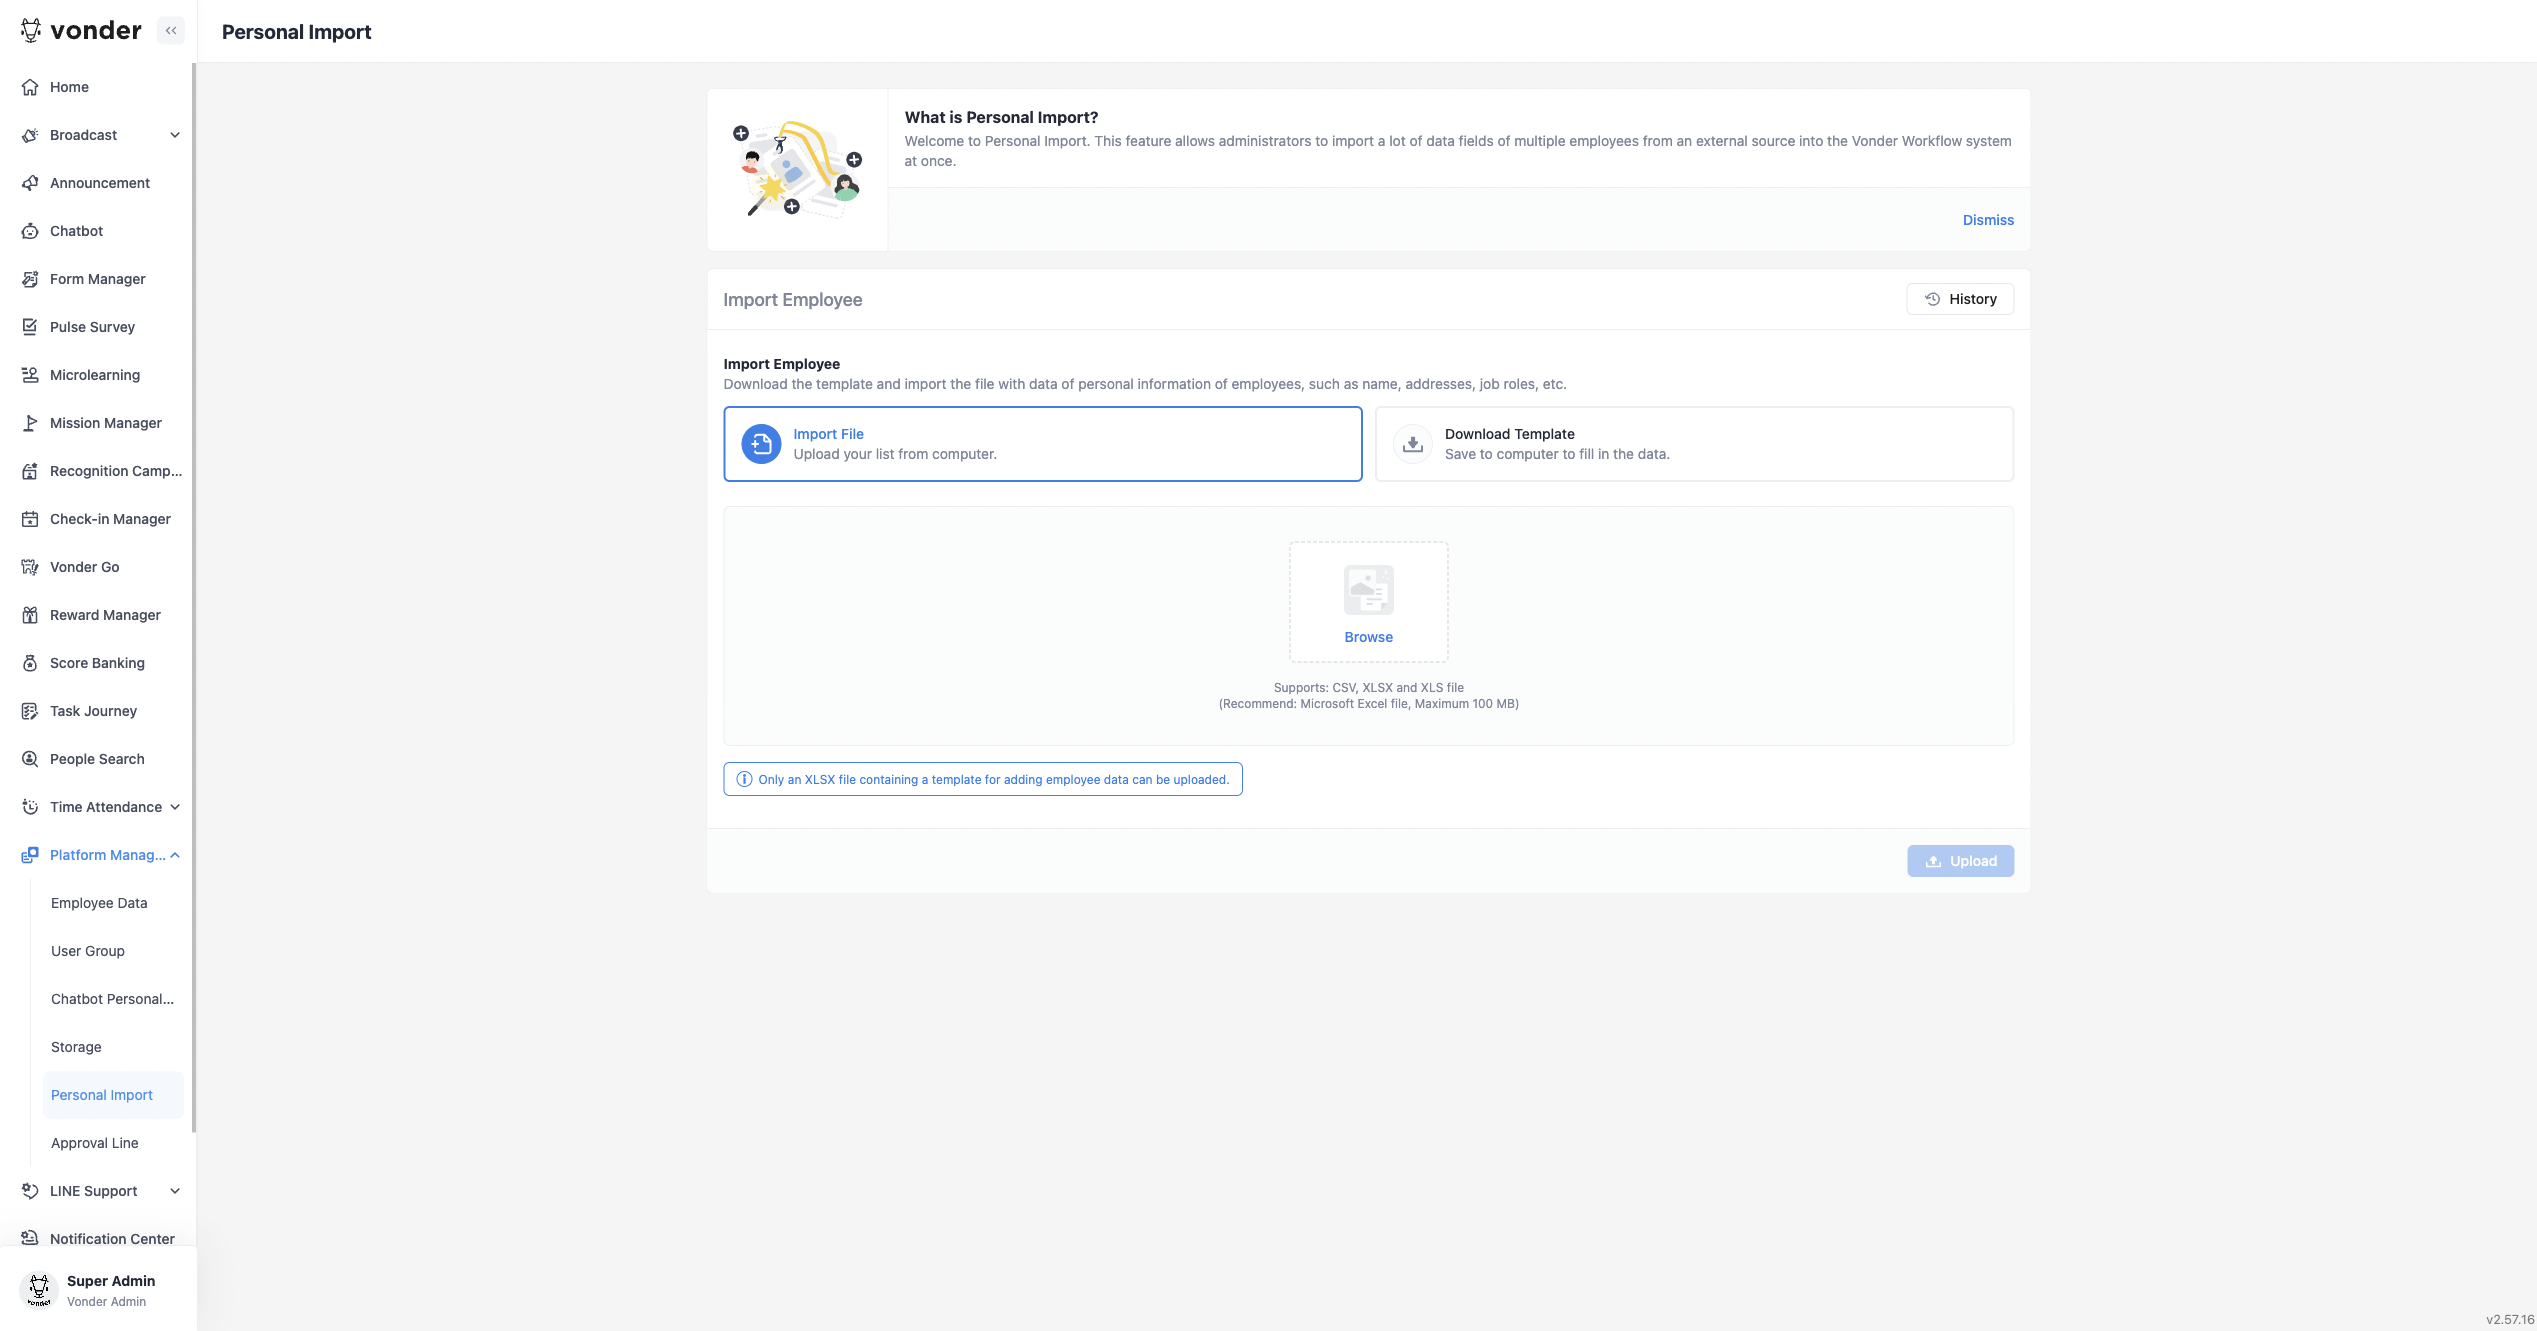 vonder
Personal Import
Home
Broadcast
Announcement
Chatbot
Form Manager
Pulse Survey
Microlearning
Mission Manager
Recognition Camp...
Check-in Manager
Vonder Go
Reward Manager
Score Banking
Task Journey
People Search
Time Attendance
Platform Manag...
Employee Data
User Group
Chatbot Personal...
Storage
Personal Import
Approval Line
LINE Support
Notification Center
Super Admin
Vonder Admin
vonder
What is Personal Import?
Welcome to Personal Import. This feature allows administrators to import a lot of data fields of multiple employees from an external source into the Vonder Workflow system
at once.
Dismiss
Import Employee
History
Import Employee
Download the template and import the file with data of personal information of employees, such as name, addresses, job roles, etc.
Import File
Upload your list from computer.
Download Template
Save to computer to fill in the data.
Browse
Supports: CSV, XLSX and XLS file
(Recommend: Microsoft Excel file, Maximum 100 MB)
Only an XLSX file containing a template for adding employee data can be uploaded.
Upload
v2.57.16